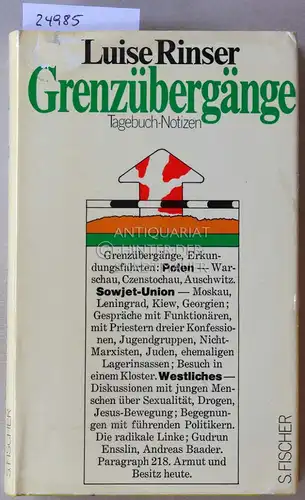 24985
Luise Rinser
Grenzübergänge
Tagebuch-Notizen
ANTIQUARIAT
HINTER DER
Grenzübergänge, Erkun-
dungsfahrten: Polen — War-
schau, Czenstochau, Auschwitz.
Sowjet-Union — Moskau,
Leningrad, Kiew, Georgien;
Gespräche mit Funktionären,
mit Priestern dreier Konfessio-
nen, Jugendgruppen, Nicht-
Marxisten, Juden, ehemaligen
Lagerinsassen; Besuch in
einem Kloster. Westliches —
Diskussionen mit jungen Men-
schen über Sexualität, Drogen,
Jesus-Bewegung; Begegnun-
gen mit führenden Politikern.
Die radikale Linke; Gudrun
Ensslin, Andreas Baader.
Paragraph 218. Armut und
Besitz heute.
S. FISCHER
S. FISCHER